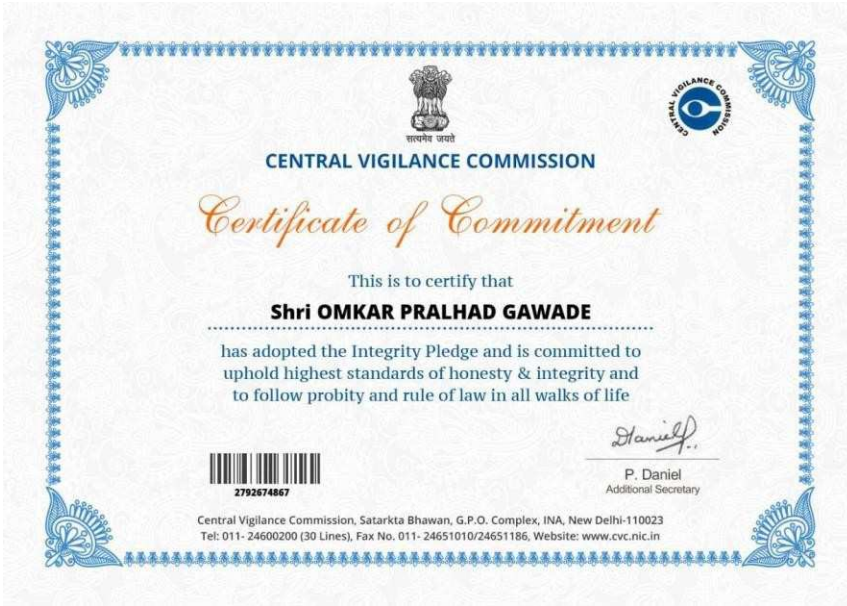 CENTRAL VIGILANCE COMMISSION
सत्यमेव जयते
CENTRAL VIGILANCE COMMISSION
Certificate of Commitment
This is to certify that
Shri OMKAR PRALHAD GAWADE
has adopted the Integrity Pledge and is committed to
uphold highest standards of honesty & integrity and
to follow probity and rule of law in all walks of life
Daniel
P. Daniel
Additional Secretary
2792674867
Central Vigilance Commission, Satarkta Bhawan, G.P.O. Complex, INA, New Delhi-110023
Tel: 011- 24600200 (30 Lines), Fax No. 011- 24651010/24651186, Website: www.cvc.nic.in